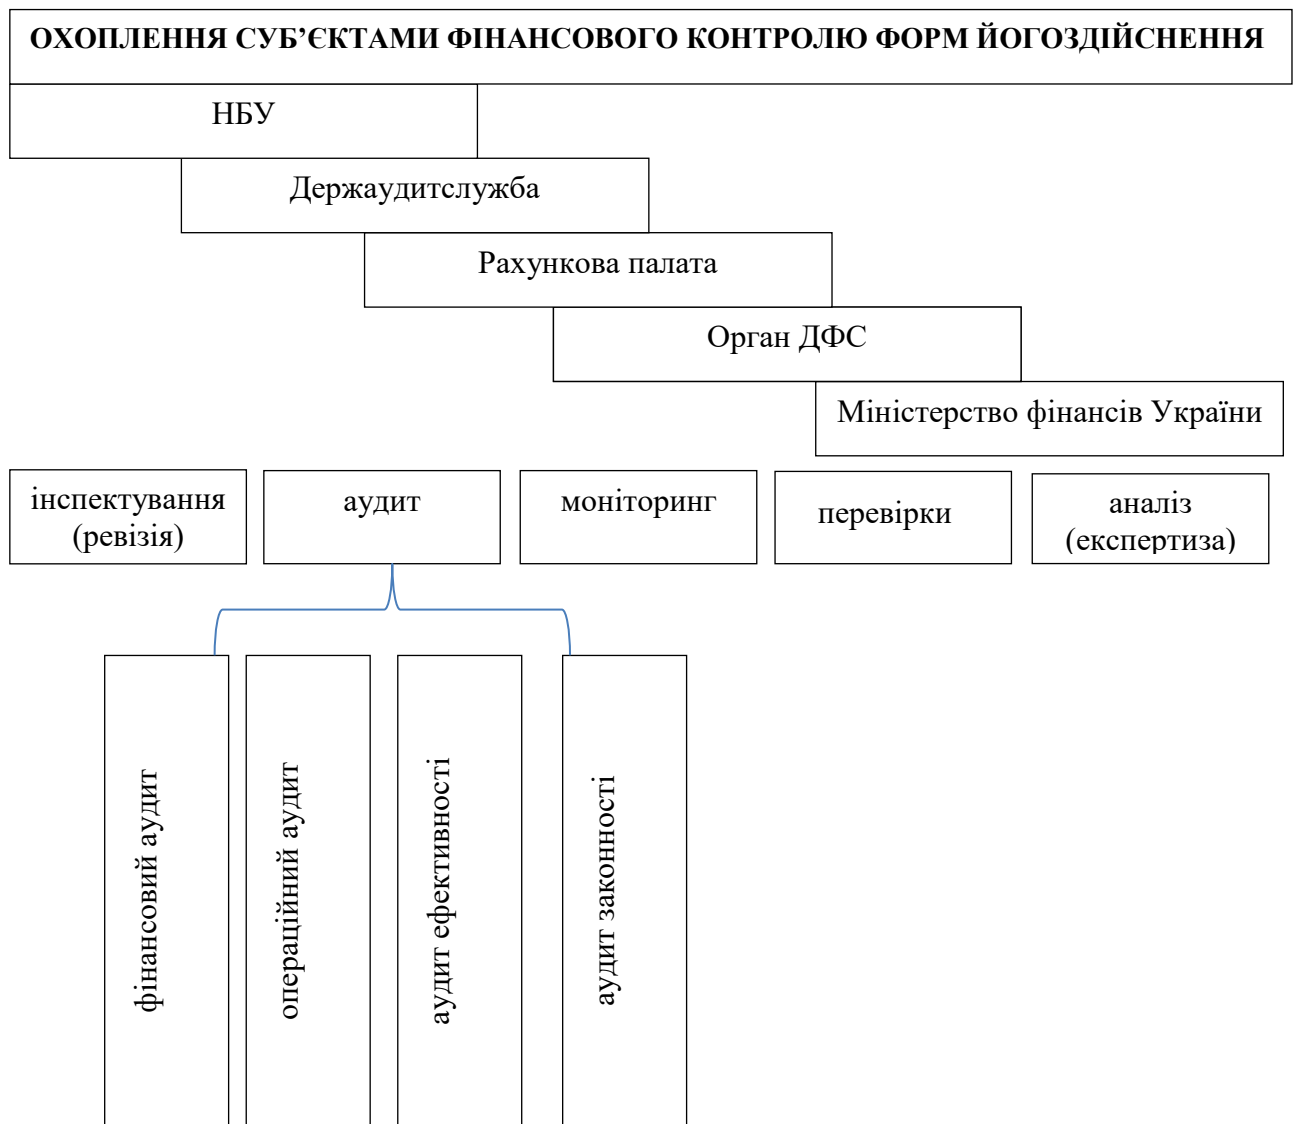 ОХОПЛЕННЯ СУБ’ЄКТАМИ ФІНАНСОВОГО КОНТРОЛЮ ФОРМ ЙОГОЗДІЙСНЕННЯ
НБУ
Держаудитслужба
Рахункова палата
Орган ДФС
Міністерство фінансів України
інспектування
(ревізія)
аудит
моніторинг
перевірки
аналіз
(експертиза)
фінансовий аудит
операційний аудит
аудит ефективності
аудит законності